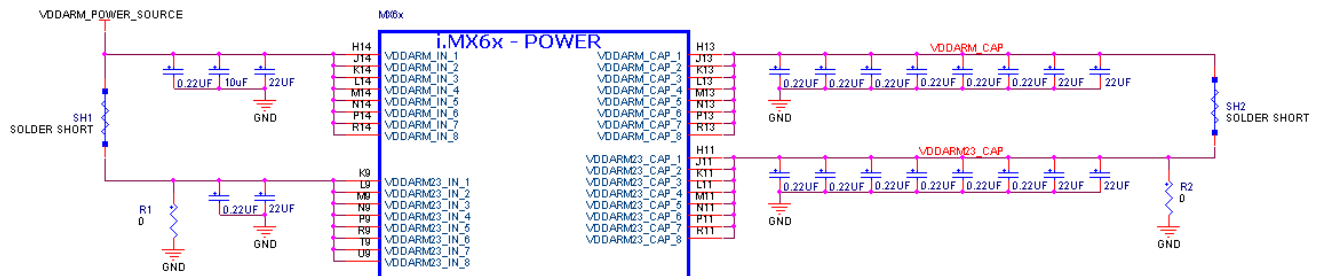 VDDARM_POWER_SOURCE
MX6x
i.MX6x - POWER
H14 VDDARM_IN_1
J14 VDDARM_IN_2
K14 VDDARM_IN_3
L14 VDDARM_IN_4
M14 VDDARM_IN_5
N14 VDDARM_IN_6
P14 VDDARM_IN_7
R14 VDDARM_IN_8
0.22UF 10uF 22UF
GND
SH1
SOLDER SHORT
K9 VDDARM23_IN_1
L9 VDDARM23_IN_2
M9 VDDARM23_IN_3
N9 VDDARM23_IN_4
P9 VDDARM23_IN_5
R9 VDDARM23_IN_6
T9 VDDARM23_IN_7
U9 VDDARM23_IN_8
R1
0
GND
0.22UF 22UF
GND
VDDARM_CAP_1 H13
VDDARM_CAP_2 J13
VDDARM_CAP_3 K13
VDDARM_CAP_4 L13
VDDARM_CAP_5 M13
VDDARM_CAP_6 N13
VDDARM_CAP_7 P13
VDDARM_CAP_8 R13
VDDARM_CAP
0.22UF 0.22UF 0.22UF 0.22UF 0.22UF 0.22UF 22UF 22UF
GND
SH2
SOLDER SHORT
VDDARM23_CAP_1 H11
VDDARM23_CAP_2 J11
VDDARM23_CAP_3 K11
VDDARM23_CAP_4 L11
VDDARM23_CAP_5 M11
VDDARM23_CAP_6 N11
VDDARM23_CAP_7 P11
VDDARM23_CAP_8 R11
VDDARM23_CAP
0.22UF 0.22UF 0.22UF 0.22UF 0.22UF 0.22UF 22UF 22UF
GND
R2
0
GND